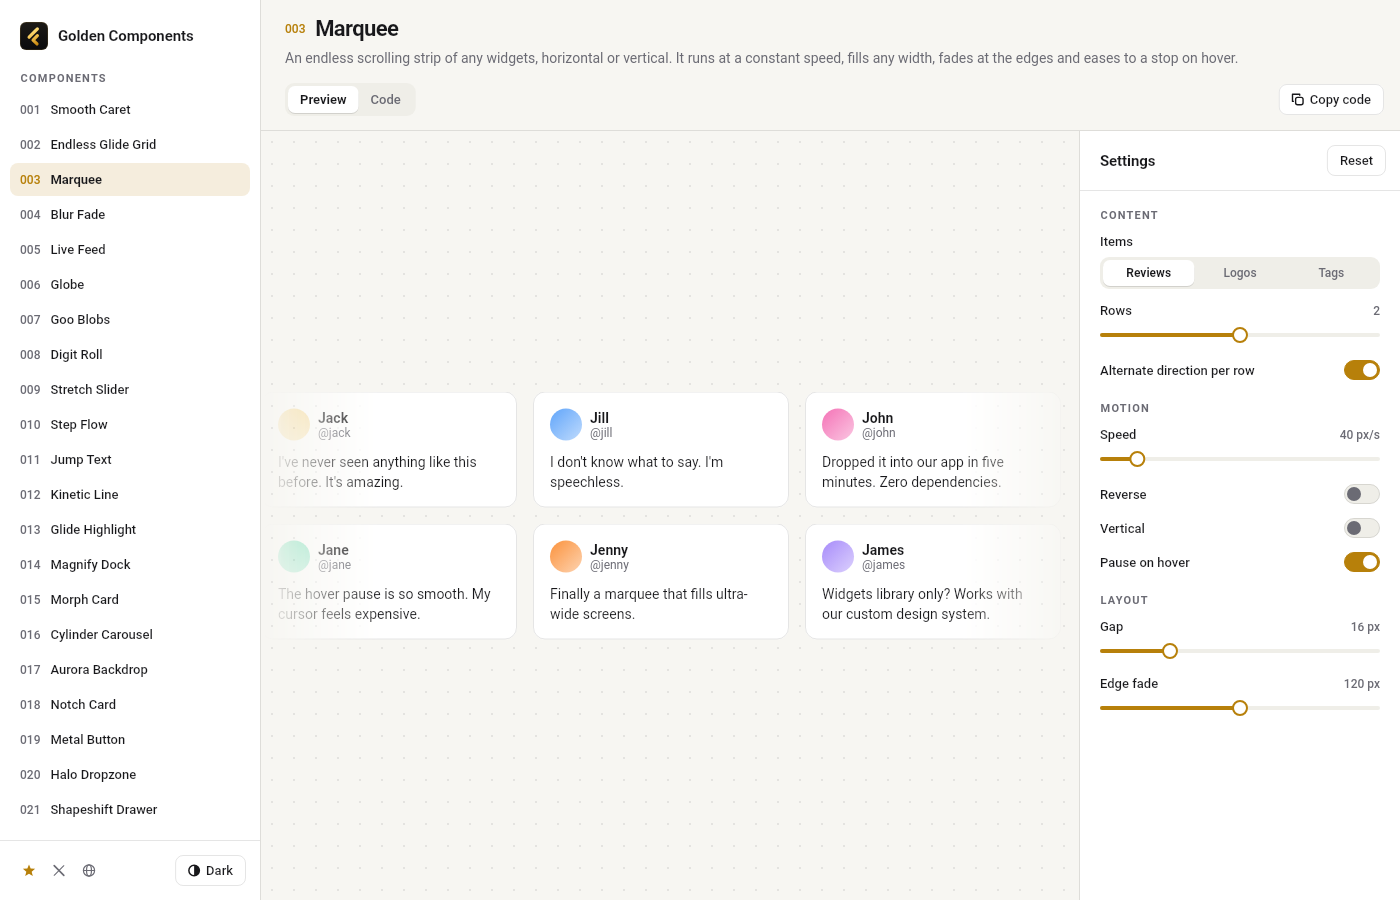 Golden Components
COMPONENTS
001 Smooth Caret
002 Endless Glide Grid
003 Marquee
004 Blur Fade
005 Live Feed
006 Globe
007 Goo Blobs
008 Digit Roll
009 Stretch Slider
010 Step Flow
011 Jump Text
012 Kinetic Line
013 Glide Highlight
014 Magnify Dock
015 Morph Card
016 Cylinder Carousel
017 Aurora Backdrop
018 Notch Card
019 Metal Button
020 Halo Dropzone
021 Shapeshift Drawer
Dark
003 Marquee
An endless scrolling strip of any widgets, horizontal or vertical. It runs at a constant speed, fills any width, fades at the edges and eases to a stop on hover.
Preview Code
Copy code
Jack
@jack
I've never seen anything like this
before. It's amazing.
Jill
@jill
I don't know what to say. I'm
speechless.
John
@john
Dropped it into our app in five
minutes. Zero dependencies.
Jane
@jane
The hover pause is so smooth. My
cursor feels expensive.
Jenny
@jenny
Finally a marquee that fills ultra-
wide screens.
James
@james
Widgets library only? Works with
our custom design system.
Settings
Reset
CONTENT
Items
Reviews Logos Tags
Rows 2
Alternate direction per row
MOTION
Speed 40 px/s
Reverse
Vertical
Pause on hover
LAYOUT
Gap 16 px
Edge fade 120 px